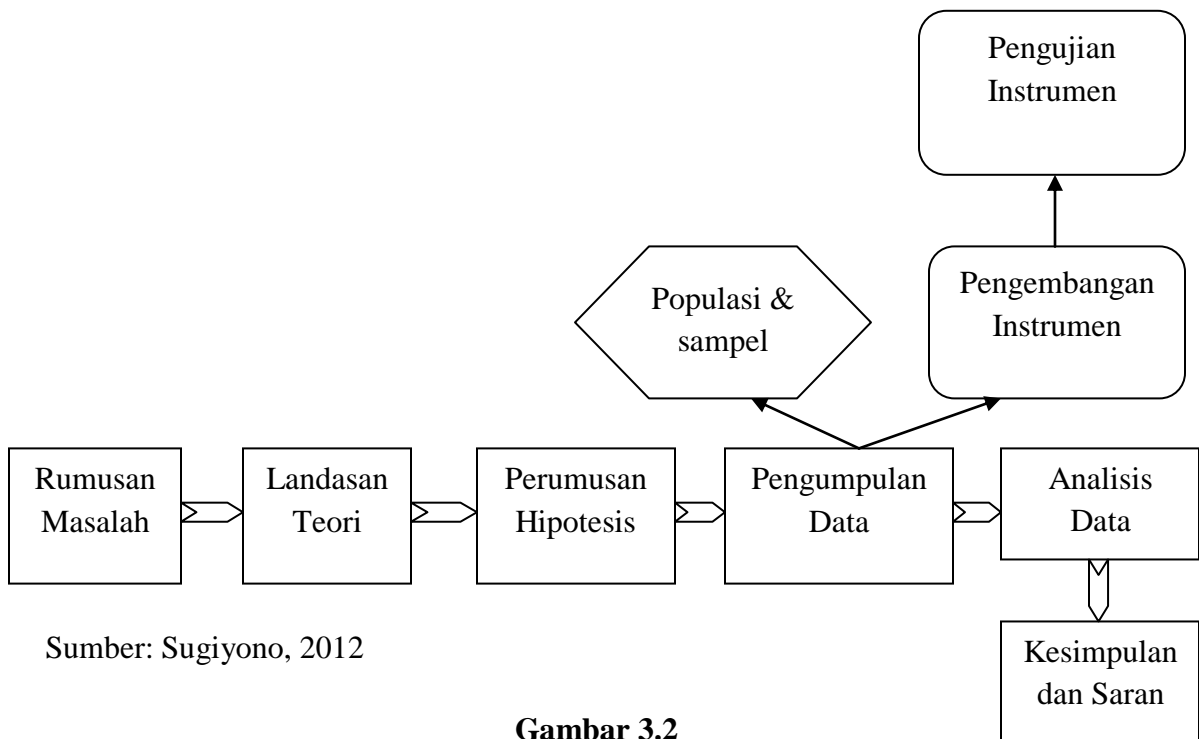 Pengujian
Instrumen
Populasi &
sampel
Pengembangan
Instrumen
Rumusan
Masalah
Landasan
Teori
Perumusan
Hipotesis
Pengumpulan
Data
Analisis
Data
Sumber: Sugiyono, 2012
Kesimpulan
dan Saran
Gambar 3.2